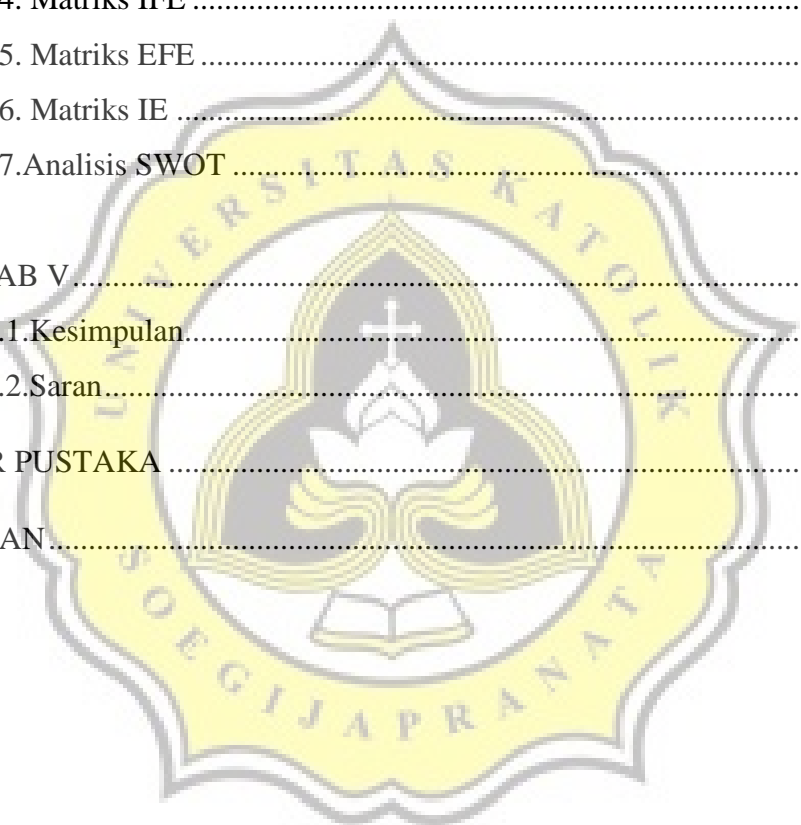 4. Matriks IFE ................................................................
5. Matriks EFE ................................................................
6. Matriks IE ................................................................
7.Analisis SWOT ................................................................
AB V ................................................................
.1.Kesimpulan ................................................................
.2.Saran ................................................................
R PUSTAKA ................................................................
AN ................................................................
UNIVERSITAS KATOLIK
SOEGIJAPRANATA